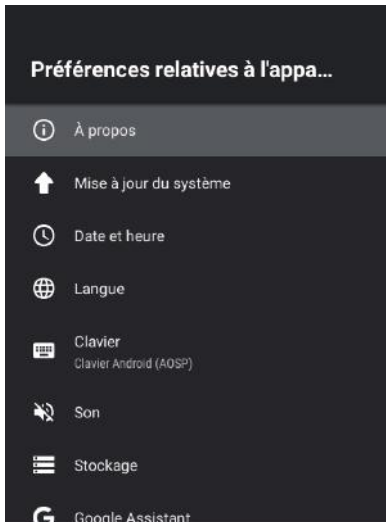 Préférences relatives à l'appa...
À propos
Mise à jour du système
Date et heure
Langue
Clavier
Clavier Android (AOSP)
Son
Stockage
Google Assistant